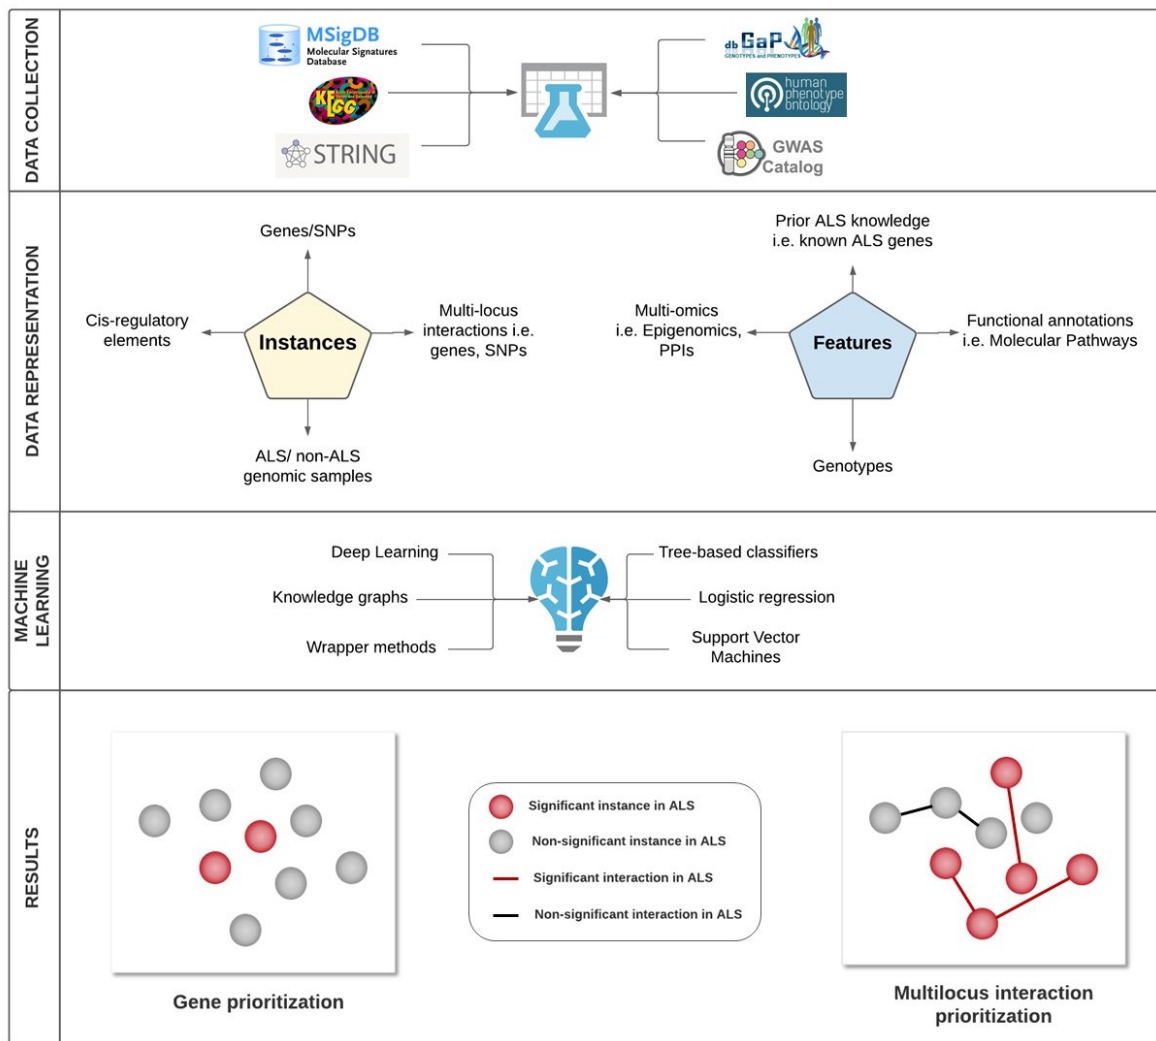 DATA COLLECTION
MSigDB
Molecular Signatures
Database
KEGG
STRING
db GaP
GENOTYPES and PHENOTYPES
human
phenotype
ontology
GWAS
Catalog
DATA REPRESENTATION
Genes/SNPs
Cis-regulatory
elements
Instances
Multi-locus
interactions i.e.
genes, SNPs
ALS/ non-ALS
genomic samples
Prior ALS knowledge
i.e. known ALS genes
Multi-omics
i.e. Epigenomics,
PPIs
Features
Functional annotations
i.e. Molecular Pathways
Genotypes
MACHINE
LEARNING
Deep Learning
Knowledge graphs
Wrapper methods
Tree-based classifiers
Logistic regression
Support Vector
Machines
RESULTS
Significant instance in ALS
Non-significant instance in ALS
Significant interaction in ALS
Non-significant interaction in ALS
Gene prioritization
Multilocus interaction
prioritization